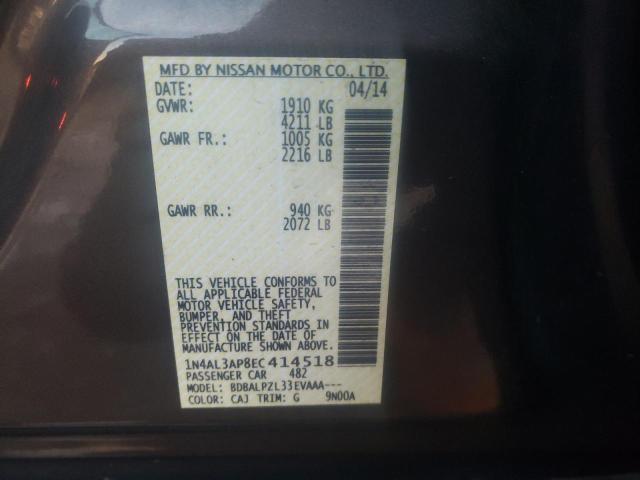 MFD BY NISSAN MOTOR CO., LTD.
DATE: 04/14
GVWR: 1910 KG
4211 LB
GAWR FR.: 1005 KG
2216 LB
GAWR RR.: 940 KG
2072 LB
THIS VEHICLE CONFORMS TO
ALL APPLICABLE FEDERAL
MOTOR VEHICLE SAFETY,
BUMPER, AND THEFT
PREVENTION STANDARDS IN
EFFECT ON THE DATE OF
MANUFACTURE SHOWN ABOVE.
1N4AL3AP8EC414518
PASSENGER CAR 482
MODEL: BDBALPZL33EVAAA---
COLOR: CAJ TRIM: G 9N00A